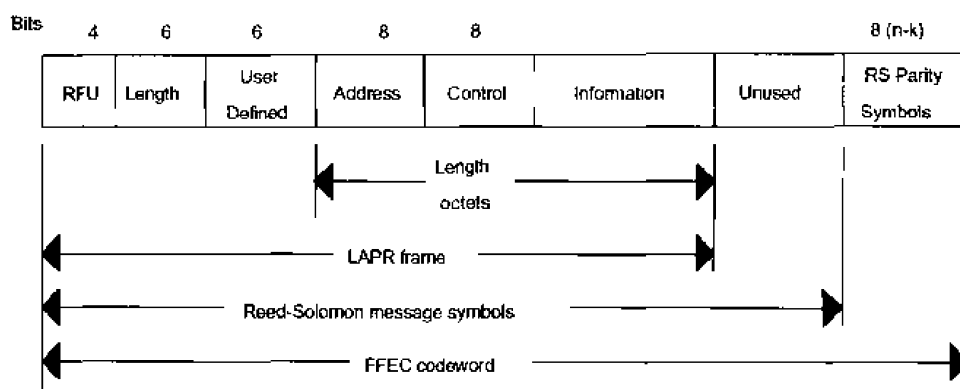 Bits 4 6 6 8 8 8 (n-k)
RFU Length User Defined Address Control Information Unused RS Parity Symbols
Length
octets
LAPR frame
Reed-Solomon message symbols
FFEC codeword